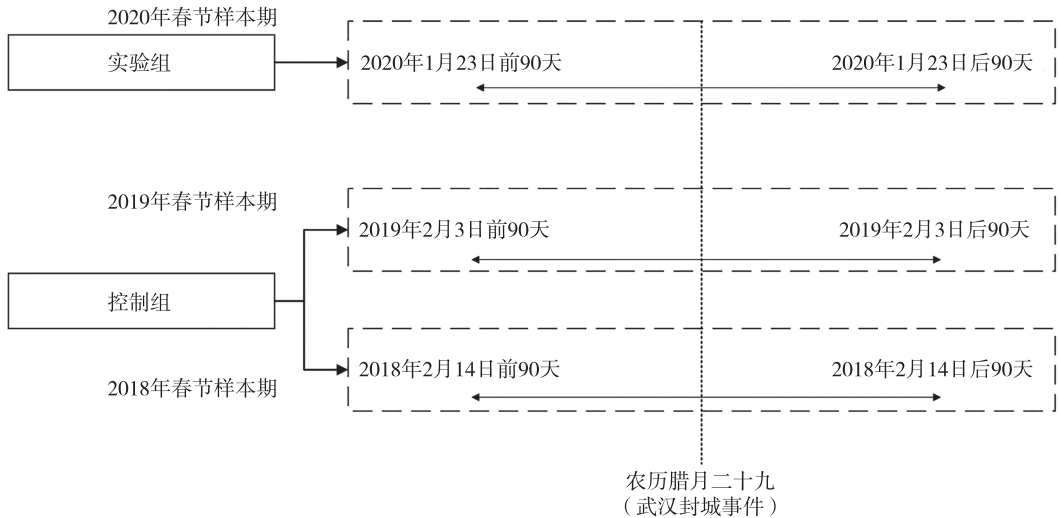 2020年春节样本期
实验组
2020年1月23日前90天
2020年1月23日后90天
2019年春节样本期
2019年2月3日前90天
2019年2月3日后90天
控制组
2018年春节样本期
2018年2月14日前90天
2018年2月14日后90天
农历腊月二十九
（武汉封城事件）